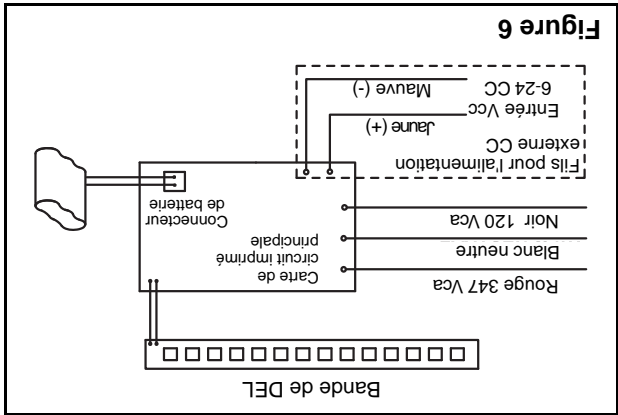 Bande de DEL
Rouge 347 Vca
Blanc neutre
Noir 120 Vca
Carte de
circuit imprimé
principale
Connecteur
de batterie
Fils pour l'alimentation
externe CC
Jaune (+)
Entrée Vcc
6-24 CC
Mauve (-)
Figure 6